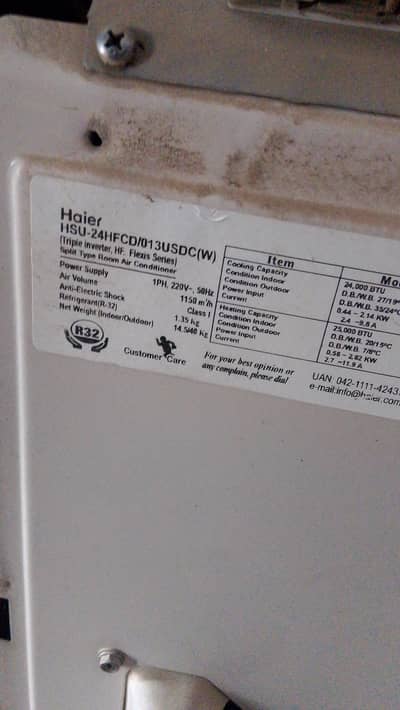 Haier
HSU-24HFCD/013USDC(W)
(Triple inverter, HF, Flexis Series)
Split Type Room Air Conditioner
Power Supply 1PH, 220V~, 50Hz
Air Volume 1150 m³/h
Anti-Electric Shock Class I
Refrigerant(R-32) 1.35 kg
Net Weight (Indoor/Outdoor) 14.5/40 kg
R32
Customer Care
For your best opinion or
any complain, please dial
Item
Cooling Capacity 24,000 BTU
Condition Indoor D.B./W.B. 27/19°
Condition Outdoor D.B./W.B. 35/24°C
Power Input 0.44 ~ 2.14 KW
Current 2.4 ~ 9.8 A
Heating Capacity 25,000 BTU
Condition Indoor D.B./W.B. 20/15°C
Condition Outdoor D.B./W.B. 7/6°C
Power Input 0.58 ~ 2.62 KW
Current 2.7 ~ 11.9 A
UAN: 042-1111-4243
e-mail:info@haier.com